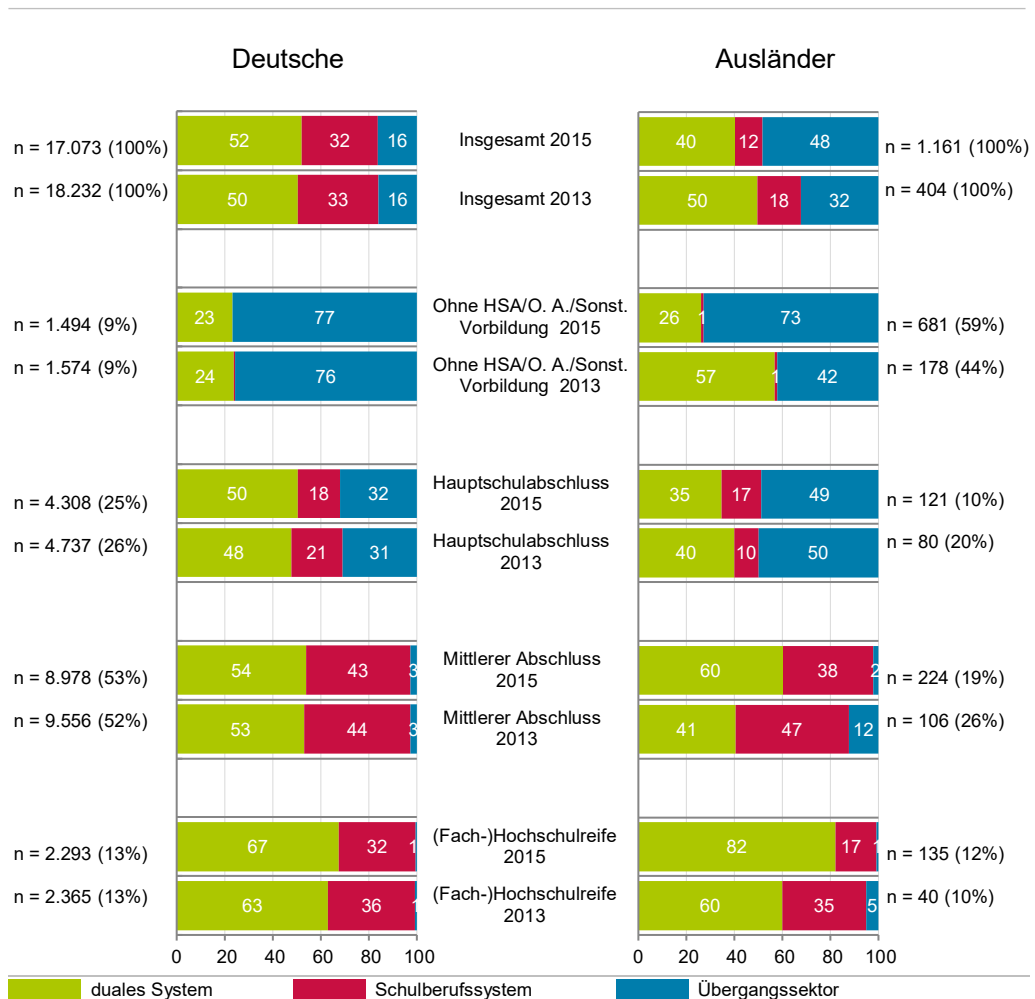 Deutsche
Ausländer
n = 17.073 (100%)
52 32 16
Insgesamt 2015
40 12 48
n = 1.161 (100%)
n = 18.232 (100%)
50 33 16
Insgesamt 2013
50 18 32
n = 404 (100%)
n = 1.494 (9%)
23 77
Ohne HSA/O. A./Sonst.
Vorbildung 2015
26 1 73
n = 681 (59%)
n = 1.574 (9%)
24 76
Ohne HSA/O. A./Sonst.
Vorbildung 2013
57 1 42
n = 178 (44%)
n = 4.308 (25%)
50 18 32
Hauptschulabschluss
2015
35 17 49
n = 121 (10%)
n = 4.737 (26%)
48 21 31
Hauptschulabschluss
2013
40 10 50
n = 80 (20%)
n = 8.978 (53%)
54 43 3
Mittlerer Abschluss
2015
60 38 2
n = 224 (19%)
n = 9.556 (52%)
53 44 3
Mittlerer Abschluss
2013
41 47 12
n = 106 (26%)
n = 2.293 (13%)
67 32 1
(Fach-)Hochschulreife
2015
82 17 1
n = 135 (12%)
n = 2.365 (13%)
63 36 1
(Fach-)Hochschulreife
2013
60 35 5
n = 40 (10%)
0 20 40 60 80 100
0 20 40 60 80 100
duales System
Schulberufssystem
Übergangssektor